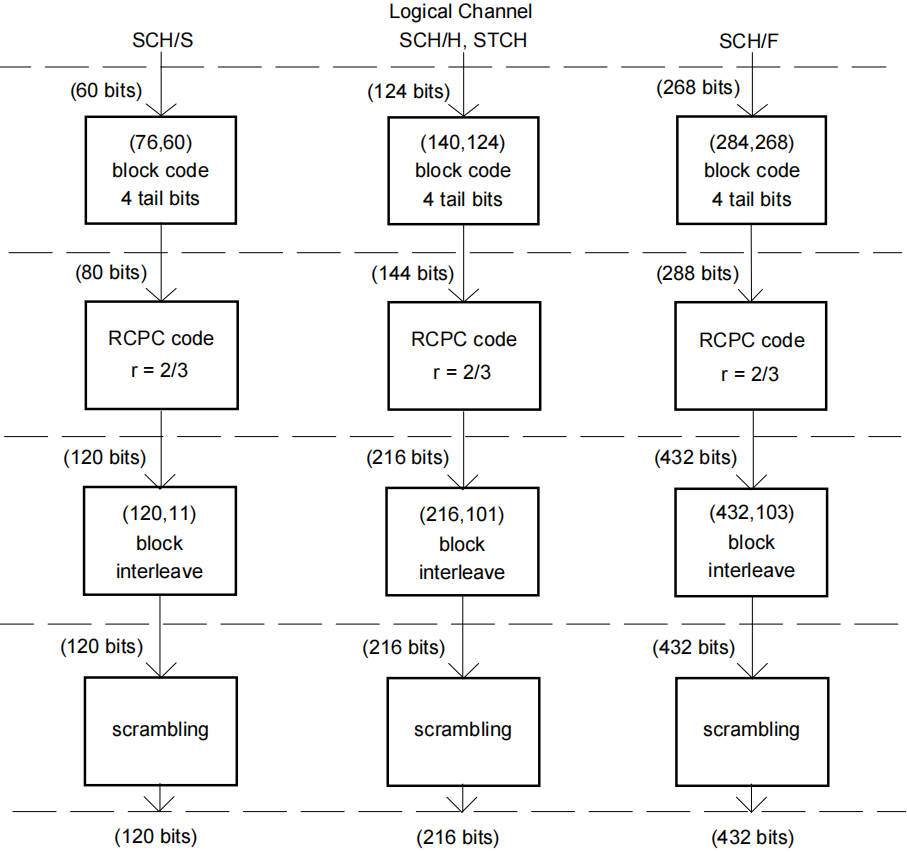 Logical Channel
SCH/S
SCH/H, STCH
SCH/F
(60 bits)
(124 bits)
(268 bits)
(76,60)
block code
4 tail bits
(140,124)
block code
4 tail bits
(284,268)
block code
4 tail bits
(80 bits)
(144 bits)
(288 bits)
RCPC code
r = 2/3
RCPC code
r = 2/3
RCPC code
r = 2/3
(120 bits)
(216 bits)
(432 bits)
(120,11)
block
interleave
(216,101)
block
interleave
(432,103)
block
interleave
(120 bits)
(216 bits)
(432 bits)
scrambling
scrambling
scrambling
(120 bits)
(216 bits)
(432 bits)